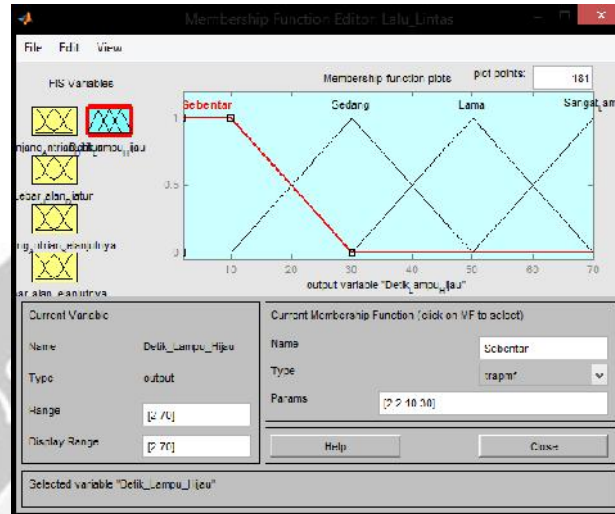 Membership Function Editor: Lalu_Lintas
File Edit View
FIS Variables
Membership function plots
plot points:
181
Sebentar Sedang Lama
1
0.5
0
10 20 30 40 50 60 70
output variable "Detik_Lampu_Hijau"
Current Variable
Name Detik_Lampu_Hijau
Type output
Range [2 70]
Display Range [2 70]
Current Membership Function (click on MF to select)
Name Sebentar
Type trapmf
Params [2 2 10 30]
Help Close
Selected variable "Detik_Lampu_Hijau"